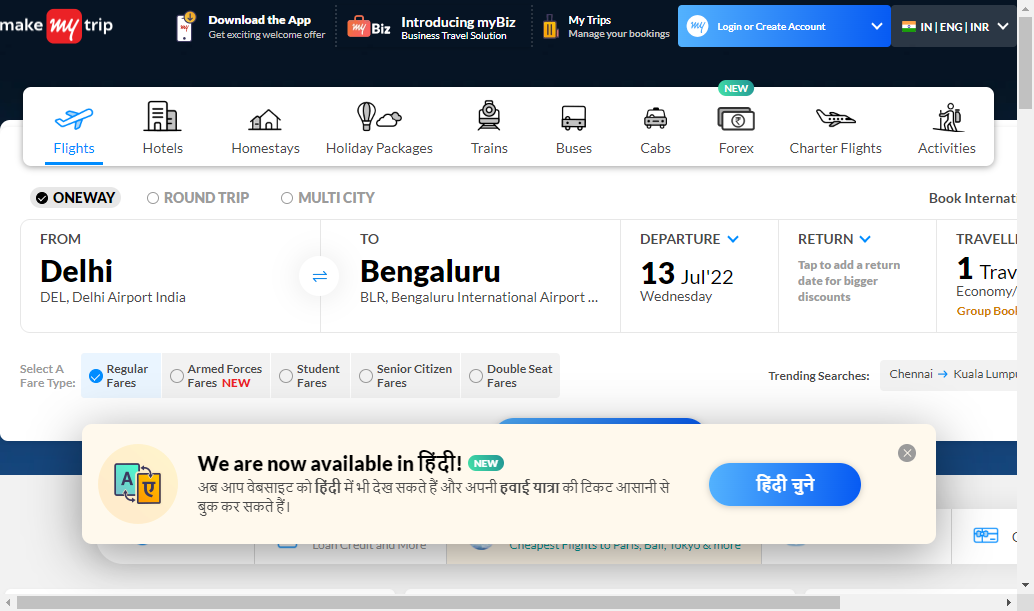 make my trip
Download the App
Get exciting welcome offer
my Biz
Introducing myBiz
Business Travel Solution
My Trips
Manage your bookings
my
Login or Create Account
IN | ENG | INR
NEW
Flights
Hotels
Homestays
Holiday Packages
Trains
Buses
Cabs
Forex
Charter Flights
Activities
ONEWAY
ROUND TRIP
MULTI CITY
Book Internat
FROM
Delhi
DEL, Delhi Airport India
TO
Bengaluru
BLR, Bengaluru International Airport ...
DEPARTURE
13 Jul'22
Wednesday
RETURN
Tap to add a return
date for bigger
discounts
TRAVELL
1 Trav
Economy/
Group Book
Select A
Fare Type:
Regular
Fares
Armed Forces
Fares NEW
Student
Fares
Senior Citizen
Fares
Double Seat
Fares
Trending Searches:
Chennai → Kuala Lumpu
A ए
We are now available in हिंदी! NEW
अब आप वेबसाइट को हिंदी में भी देख सकते हैं और अपनी हवाई यात्रा की टिकट आसानी से
बुक कर सकते हैं।
हिंदी चुने
Loan Credit and More
Cheapest Flights to Paris, Bali, Tokyo & more